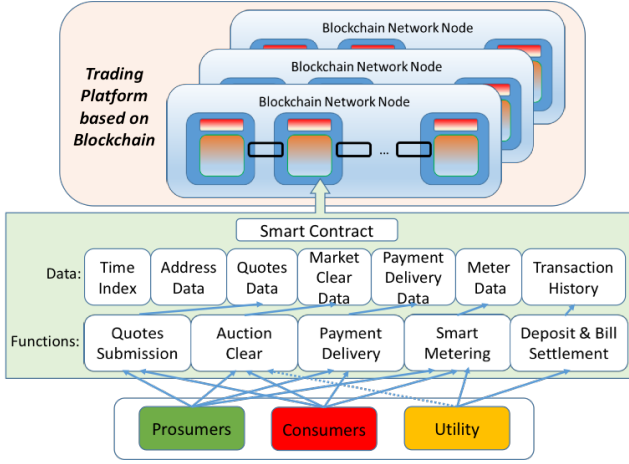 Blockchain Network Node
Blockchain Network Node
Blockchain Network Node
Trading
Platform
based on
Blockchain
...
Smart Contract
Data:
Time
Index
Address
Data
Quotes
Data
Market
Clear
Data
Payment
Delivery
Data
Meter
Data
Transaction
History
Functions:
Quotes
Submission
Auction
Clear
Payment
Delivery
Smart
Metering
Deposit & Bill
Settlement
Prosumers
Consumers
Utility